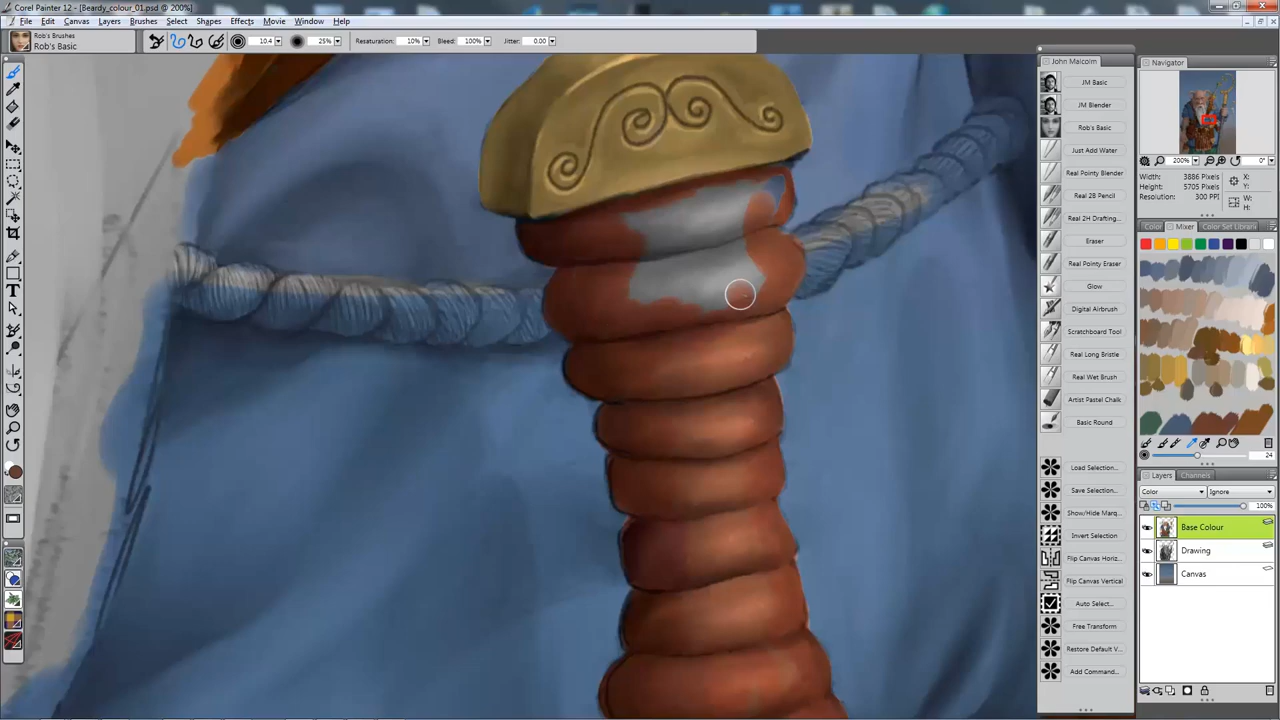 Corel Painter 12 - [Beardy_colour_01.psd @ 200%]
File Edit Canvas Layers Brushes Select Shapes Effects Movie Window Help
Rob's Brushes
Rob's Basic
10.4
25%
Resaturation: 10%
Bleed: 100%
Jitter: 0.00
John Malcolm
JM Basic
JM Blender
Rob's Basic
Just Add Water
Real Pointy Blender
Real 2B Pencil
Real 2H Drafting...
Eraser
Real Pointy Eraser
Glow
Digital Airbrush
Scratchboard Tool
Real Long Bristle
Real Wet Brush
Artist Pastel Chalk
Basic Round
Load Selection...
Save Selection...
Show/Hide Marq...
Invert Selection
Flip Canvas Horiz...
Flip Canvas Vertical
Auto Select...
Free Transform
Restore Default V...
Add Command...
Navigator
200%
0°
Width: 3886 Pixels
Height: 5705 Pixels
Resolution: 300 PPI
X:
Y:
W:
H:
Color Mixer Color Set Libraries
24
Layers Channels
Color Ignore
100%
Base Colour
Drawing
Canvas
T